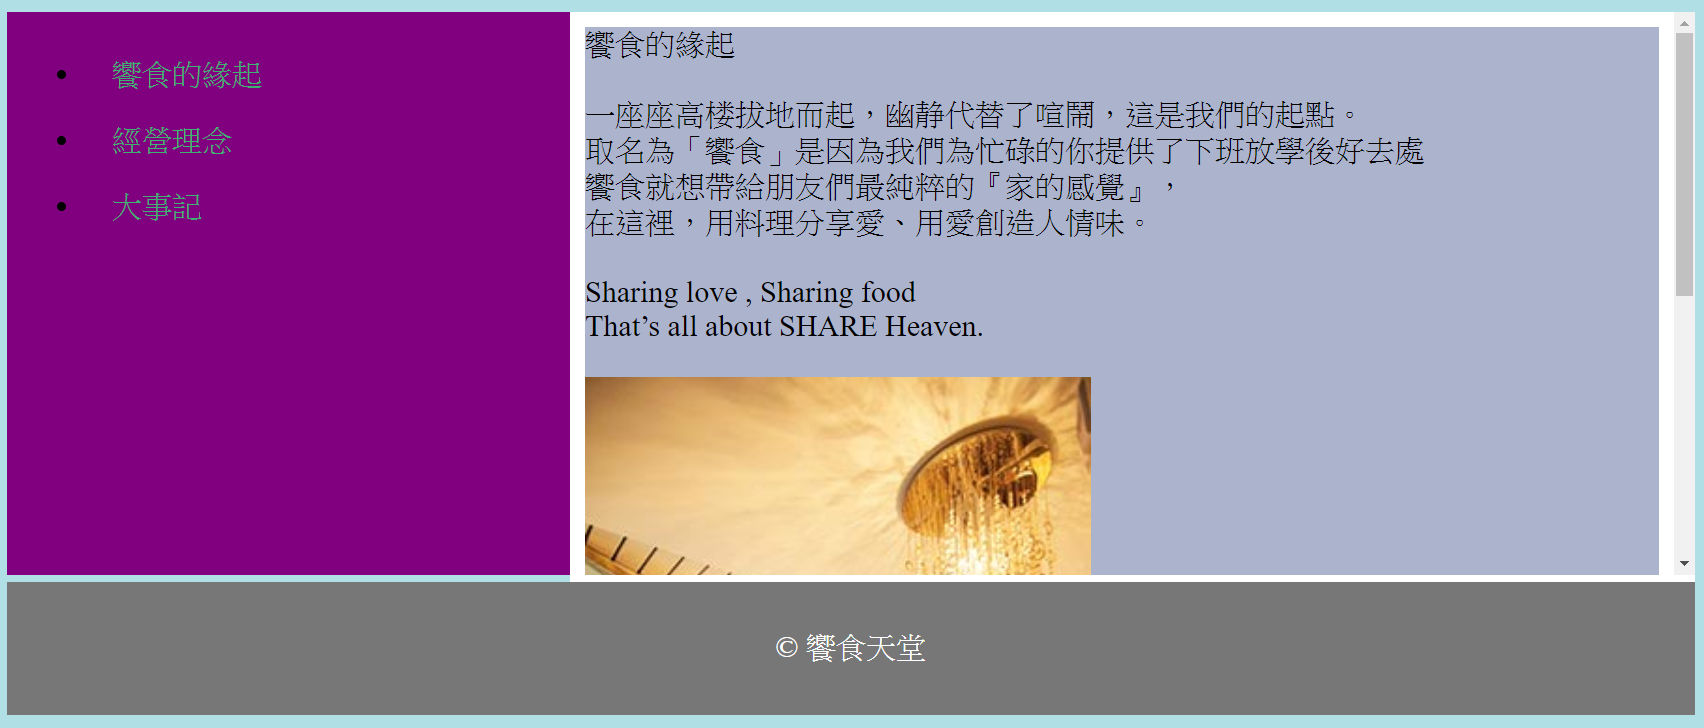 饗食的緣起
經營理念
大事記
饗食的緣起
一座座高楼拔地而起，幽静代替了喧鬧，這是我們的起點。
取名為「饗食」是因為我們為忙碌的你提供了下班放學後好去處
饗食就想帶給朋友們最純粹的『家的感覺』，
在這裡，用料理分享愛、用愛創造人情味。
Sharing love , Sharing food
That’s all about SHARE Heaven.
© 饗食天堂